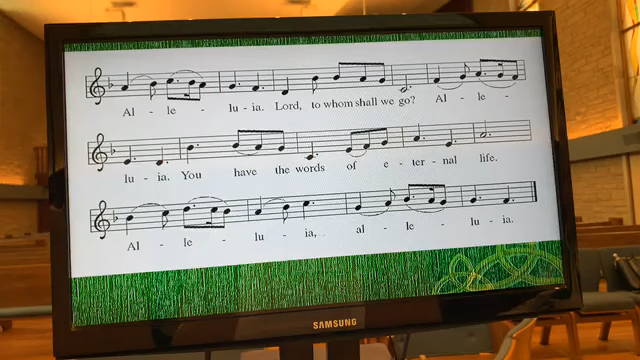 Al - le - lu - ia. Lord, to whom shall we go? Al - le -
lu - ia. You have the words of e - ter - nal life.
Al - le - lu - ia, al - le - lu - ia.
SAMSUNG